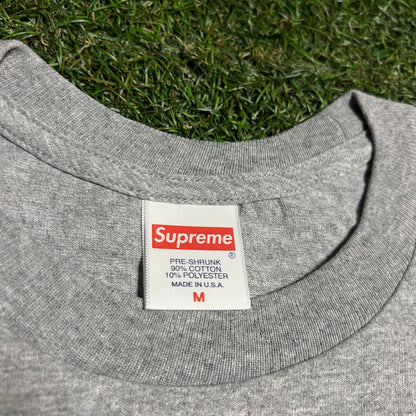 Supreme
®
PRE-SHRUNK
90% COTTON
10% POLYESTER
MADE IN U.S.A.
M